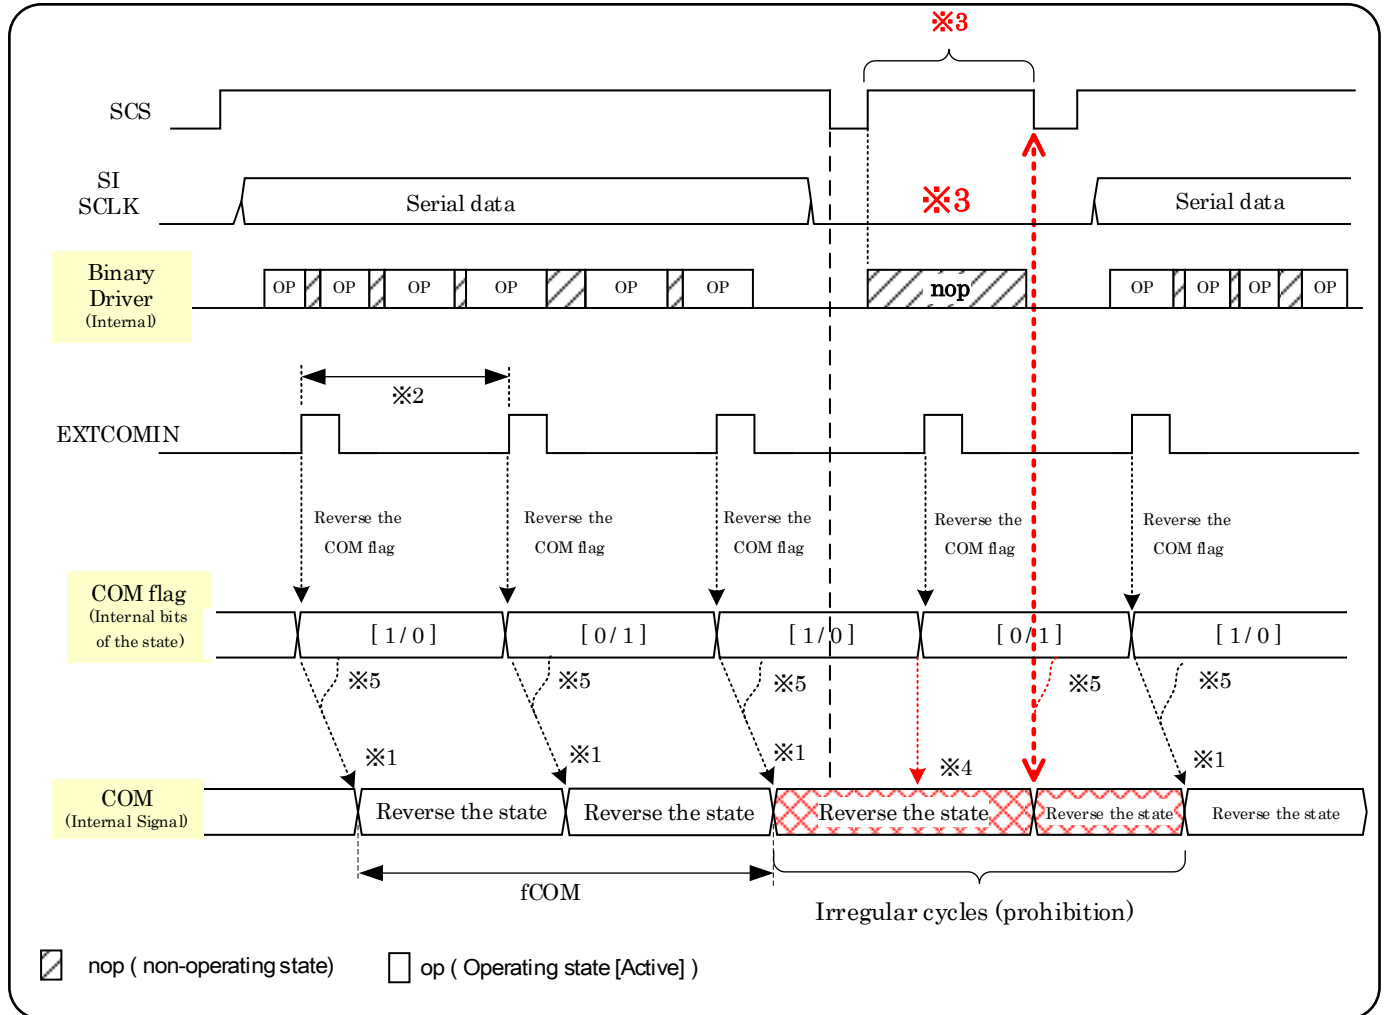 ※3
SCS
SI
SCLK
Serial data
※3
Serial data
Binary
Driver
(Internal)
OP OP OP OP OP OP nop OP OP OP OP
※2
EXTCOMIN
Reverse the
COM flag
Reverse the
COM flag
Reverse the
COM flag
Reverse the
COM flag
Reverse the
COM flag
COM flag
(Internal bits
of the state)
[ 1 / 0 ] [ 0 / 1 ] [ 1 / 0 ] [ 0 / 1 ] [ 1 / 0 ]
※5 ※5 ※5 ※5 ※5
※1 ※1 ※1 ※4 ※1
COM
(Internal Signal)
Reverse the state Reverse the state Reverse the state Reverse the state Reverse the state
fCOM
Irregular cycles (prohibition)
nop ( non-operating state) op ( Operating state [Active] )